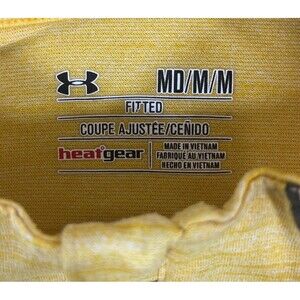 MD/M/M
FITTED
COUPE AJUSTÉE/CEÑIDO
heatgear
MADE IN VIETNAM
FABRIQUÉ AU VIETNAM
HECHO EN VIETNAM